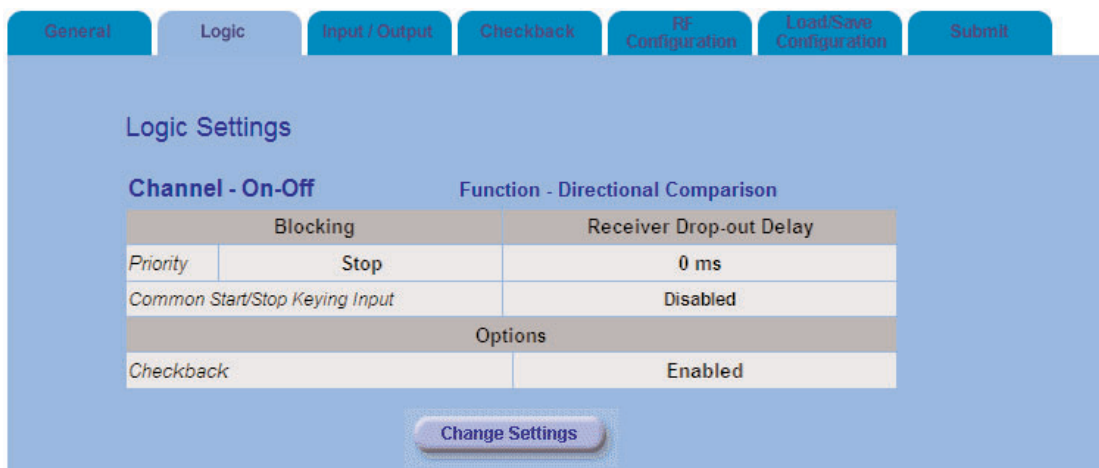 General Logic Input / Output Checkback RF Configuration Load/Save Configuration Submit
Logic Settings
Channel - On-Off Function - Directional Comparison
Blocking Receiver Drop-out Delay
Priority Stop 0 ms
Common Start/Stop Keying Input Disabled
Options
Checkback Enabled
Change Settings